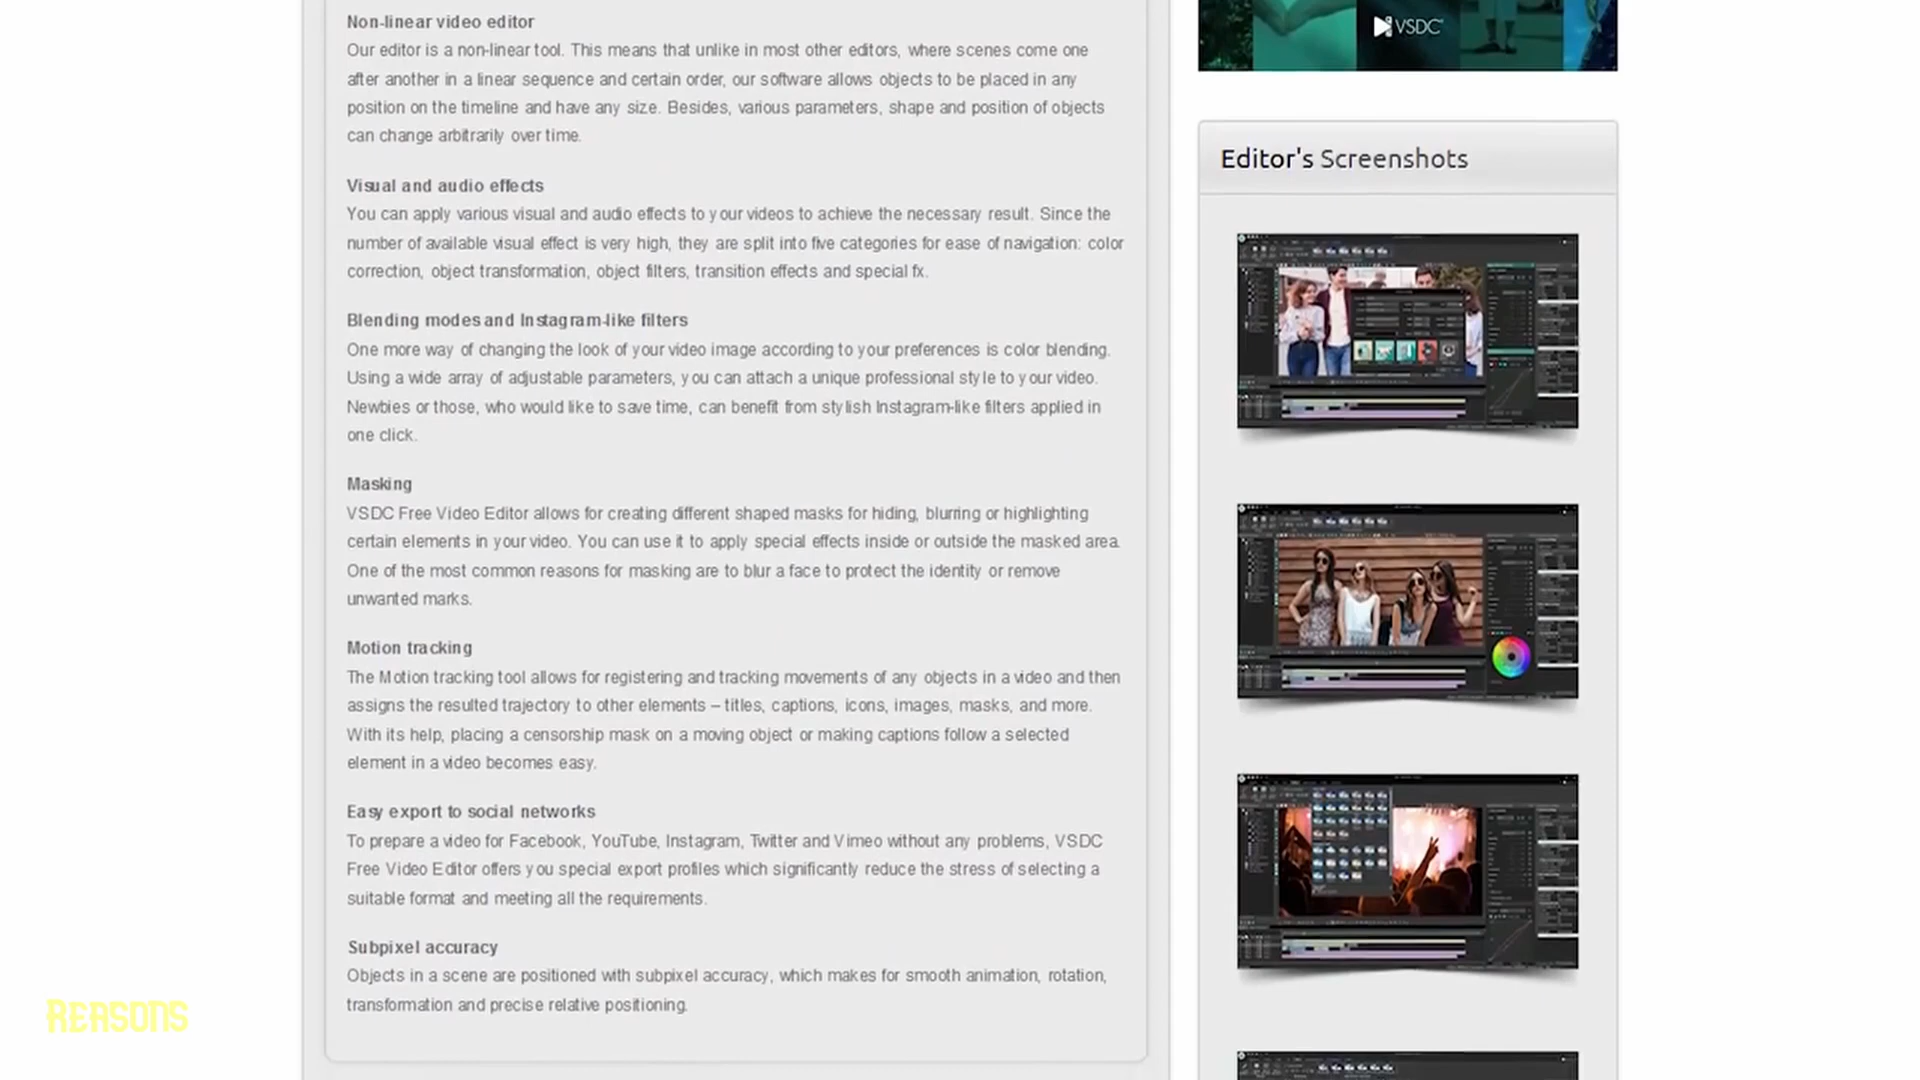 Non-linear video editor
Our editor is a non-linear tool. This means that unlike in most other editors, where scenes come one
after another in a linear sequence and certain order, our software allows objects to be placed in any
position on the timeline and have any size. Besides, various parameters, shape and position of objects
can change arbitrarily over time.
Visual and audio effects
You can apply various visual and audio effects to your videos to achieve the necessary result. Since the
number of available visual effect is very high, they are split into five categories for ease of navigation: color
correction, object transformation, object filters, transition effects and special fx.
Blending modes and Instagram-like filters
One more way of changing the look of your video image according to your preferences is color blending.
Using a wide array of adjustable parameters, you can attach a unique professional style to your video.
Newbies or those, who would like to save time, can benefit from stylish Instagram-like filters applied in
one click.
Masking
VSDC Free Video Editor allows for creating different shaped masks for hiding, blurring or highlighting
certain elements in your video. You can use it to apply special effects inside or outside the masked area.
One of the most common reasons for masking are to blur a face to protect the identity or remove
unwanted marks.
Motion tracking
The Motion tracking tool allows for registering and tracking movements of any objects in a video and then
assigns the resulted trajectory to other elements – titles, captions, icons, images, masks, and more.
With its help, placing a censorship mask on a moving object or making captions follow a selected
element in a video becomes easy.
Easy export to social networks
To prepare a video for Facebook, YouTube, Instagram, Twitter and Vimeo without any problems, VSDC
Free Video Editor offers you special export profiles which significantly reduce the stress of selecting a
suitable format and meeting all the requirements.
Subpixel accuracy
Objects in a scene are positioned with subpixel accuracy, which makes for smooth animation, rotation,
transformation and precise relative positioning.
VSDC
Editor's Screenshots
Reasons